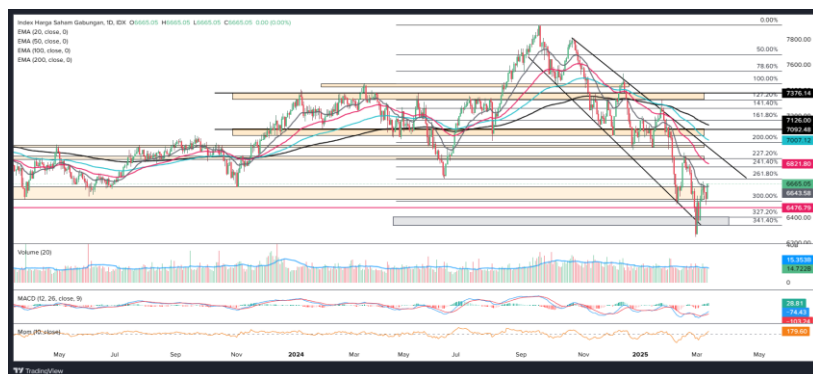 Index Harga Saham Gabungan, 1D, IDX O6665.05 H6665.05 L6665.05 C6665.05 0.00 (0.00%)
EMA (20, close, 0)
EMA (50, close, 0)
EMA (100, close, 0)
EMA (200, close, 0)
0.00%
7800.00
50.00%
78.60%
100.00%
127.20%
7376.14
141.40%
161.80%
7126.00
7092.48
200.00%
7007.12
227.20%
241.40%
6821.80
261.80%
6665.05
6643.58
300.00%
6476.79
327.20%
6400.00
341.40%
Volume (20)
15.353B
14.722B
0
MACD (12, 26, close, 9)
28.81
-74.43
-103.24
Mom (10, close)
179.60
May Jul Sep Nov 2024 Mar May Jul Sep Nov 2025 Mar May
TradingView